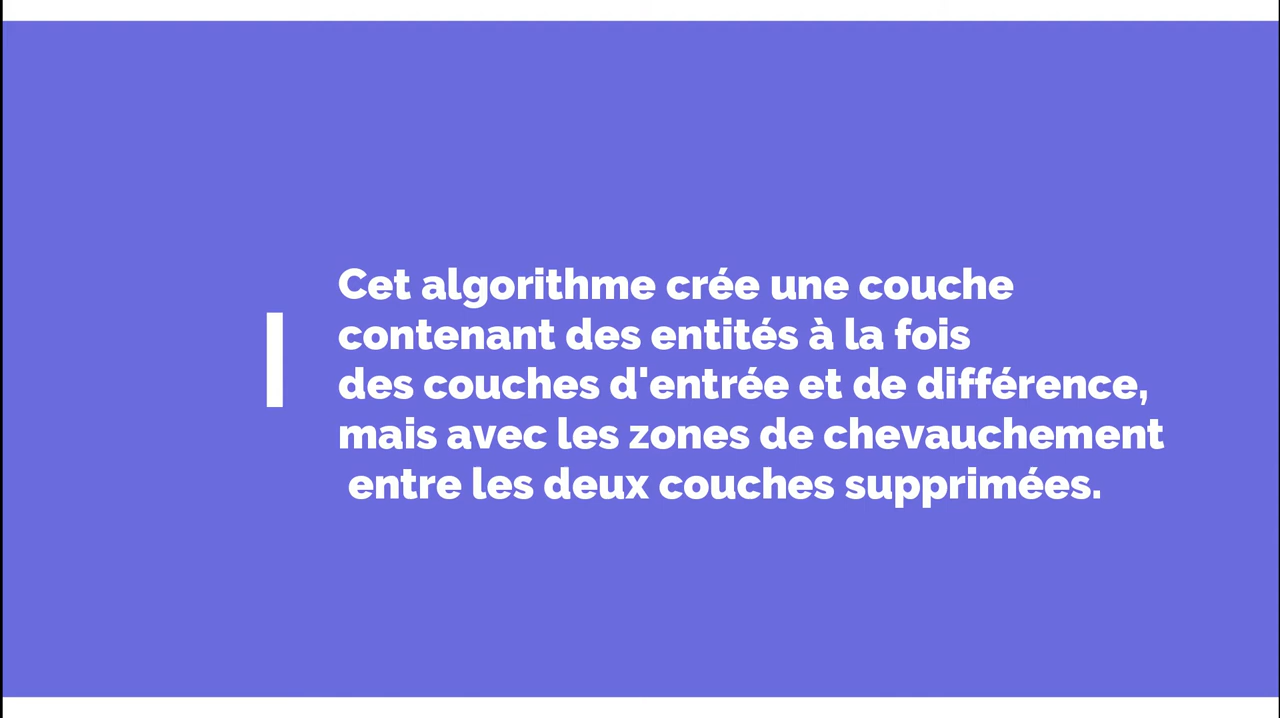 Cet algorithme crée une couche
contenant des entités à la fois
des couches d'entrée et de différence,
mais avec les zones de chevauchement
entre les deux couches supprimées.